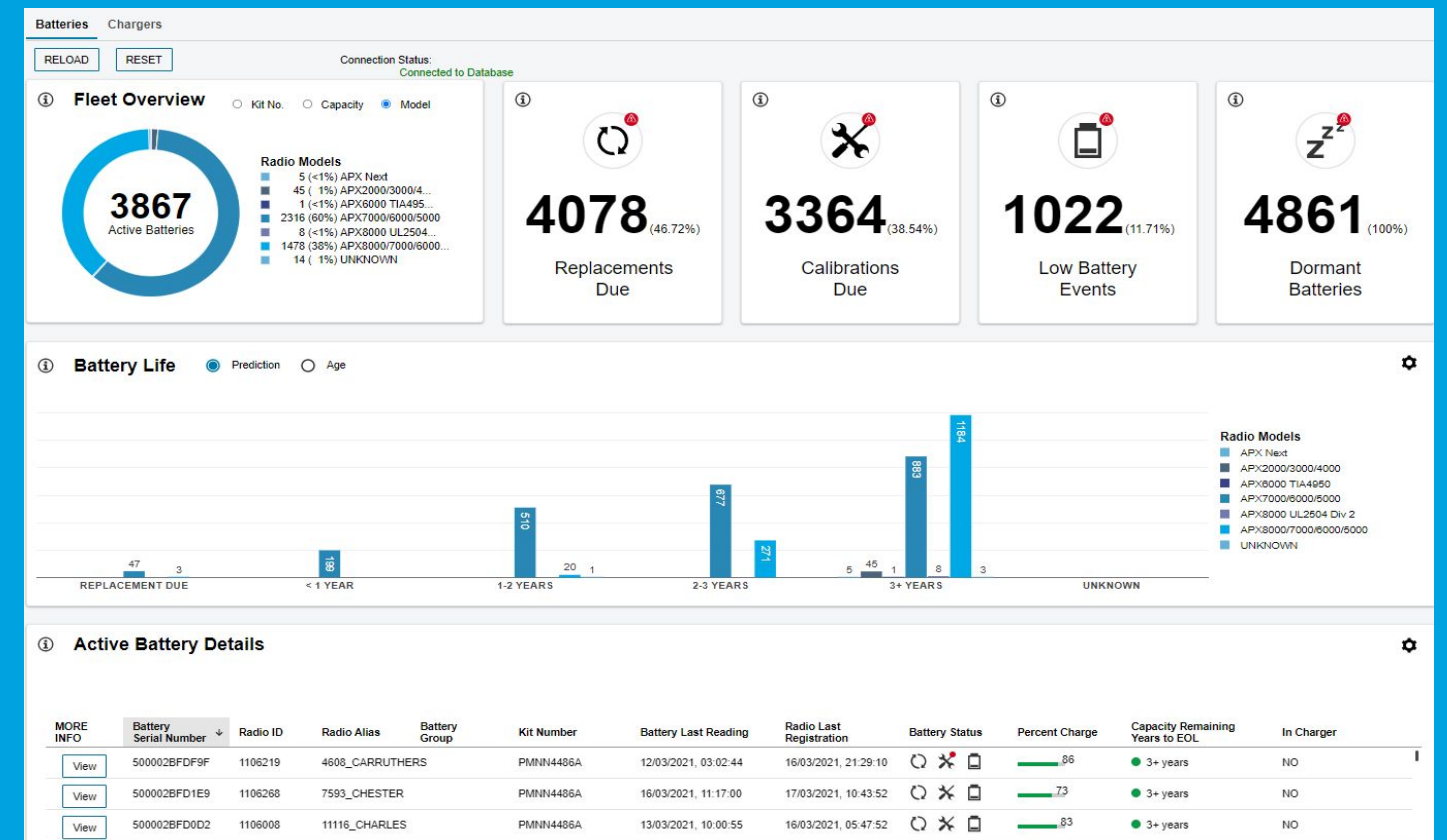 Batteries Chargers
RELOAD RESET Connection Status:
Connected to Database
Fleet Overview Kit No. Capacity Model
3867
Active Batteries
Radio Models
5 (<1%) APX Next
45 ( 1%) APX2000/3000/4...
1 (<1%) APX6000 TIA495...
2316 (60%) APX7000/6000/5000
8 (<1%) APX8000 UL2504...
1478 (38%) APX8000/7000/6000...
14 ( 1%) UNKNOWN
4078 (46.72%)
Replacements
Due
3364 (38.54%)
Calibrations
Due
1022 (11.71%)
Low Battery
Events
zzz
4861 (100%)
Dormant
Batteries
Battery Life Prediction Age
47 3
199
510 20 1
677 271
5 45 1 883 8 1184 3
REPLACEMENT DUE < 1 YEAR 1-2 YEARS 2-3 YEARS 3+ YEARS UNKNOWN
Radio Models
APX Next
APX2000/3000/4000
APX6000 TIA4950
APX7000/6000/5000
APX8000 UL2504 Div 2
APX8000/7000/6000/5000
UNKNOWN
Active Battery Details
MORE INFO Battery Serial Number Radio ID Radio Alias Battery Group Kit Number Battery Last Reading Radio Last Registration Battery Status Percent Charge Capacity Remaining Years to EOL In Charger
View 500002BFDF9F 1106219 4608_CARRUTHERS PMNN4486A 12/03/2021, 03:02:44 16/03/2021, 21:29:10 86 3+ years NO
View 500002BFD1E9 1106268 7593_CHESTER PMNN4486A 16/03/2021, 11:17:00 17/03/2021, 10:43:52 73 3+ years NO
View 500002BFD0D2 1106008 11116_CHARLES PMNN4486A 13/03/2021, 10:00:55 16/03/2021, 05:47:52 83 3+ years NO